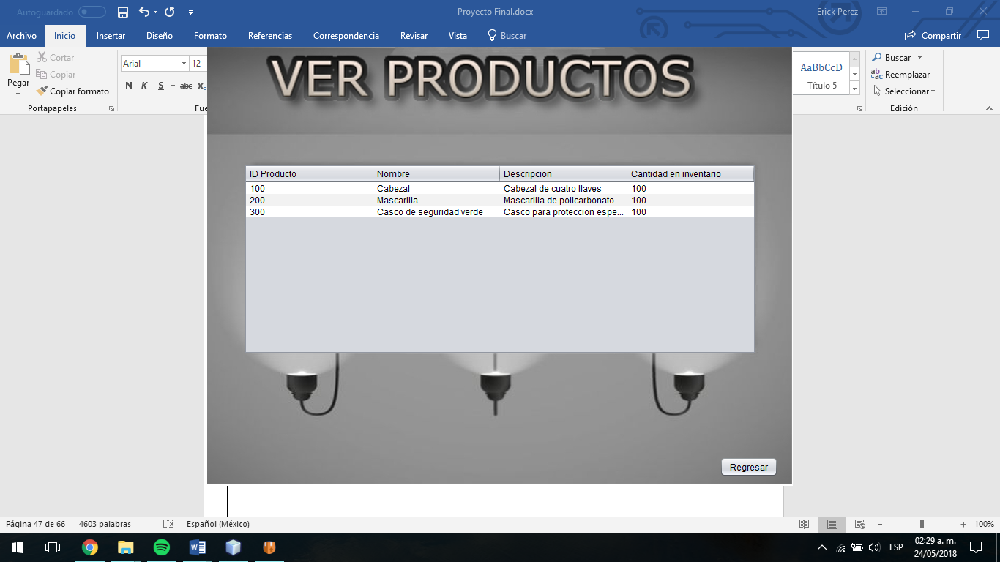 Autoguardado
Proyecto Final.docx
Erick Perez
Archivo Inicio Insertar Diseño Formato Referencias Correspondencia Revisar Vista Buscar Compartir
Pegar
Cortar
Copiar
Copiar formato
Portapapeles
Arial 12
N K S abc x₂
Fue
AaBbCcD
Título 5
Buscar
Reemplazar
Seleccionar
Edición
VER PRODUCTOS
ID Producto Nombre Descripcion Cantidad en inventario
100 Cabezal Cabezal de cuatro llaves 100
200 Mascarilla Mascarilla de policarbonato 100
300 Casco de seguridad verde Casco para proteccion espe... 100
Regresar
Página 47 de 66 4603 palabras Español (México) 100%
ESP
02:29 a. m.
24/05/2018